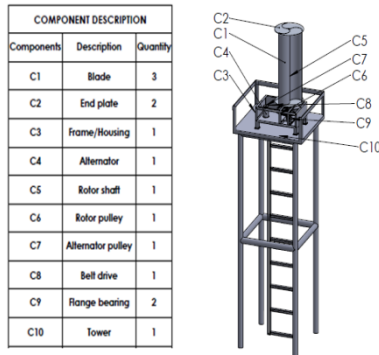 COMPONENT DESCRIPTION
Components Description Quantity
C1 Blade 3
C2 End plate 2
C3 Frame/Housing 1
C4 Alternator 1
C5 Rotor shaft 1
C6 Rotor pulley 1
C7 Alternator pulley 1
C8 Belt drive 1
C9 Flange bearing 2
C10 Tower 1
C2
C1
C4
C3
C5
C7
C6
C8
C9
C10